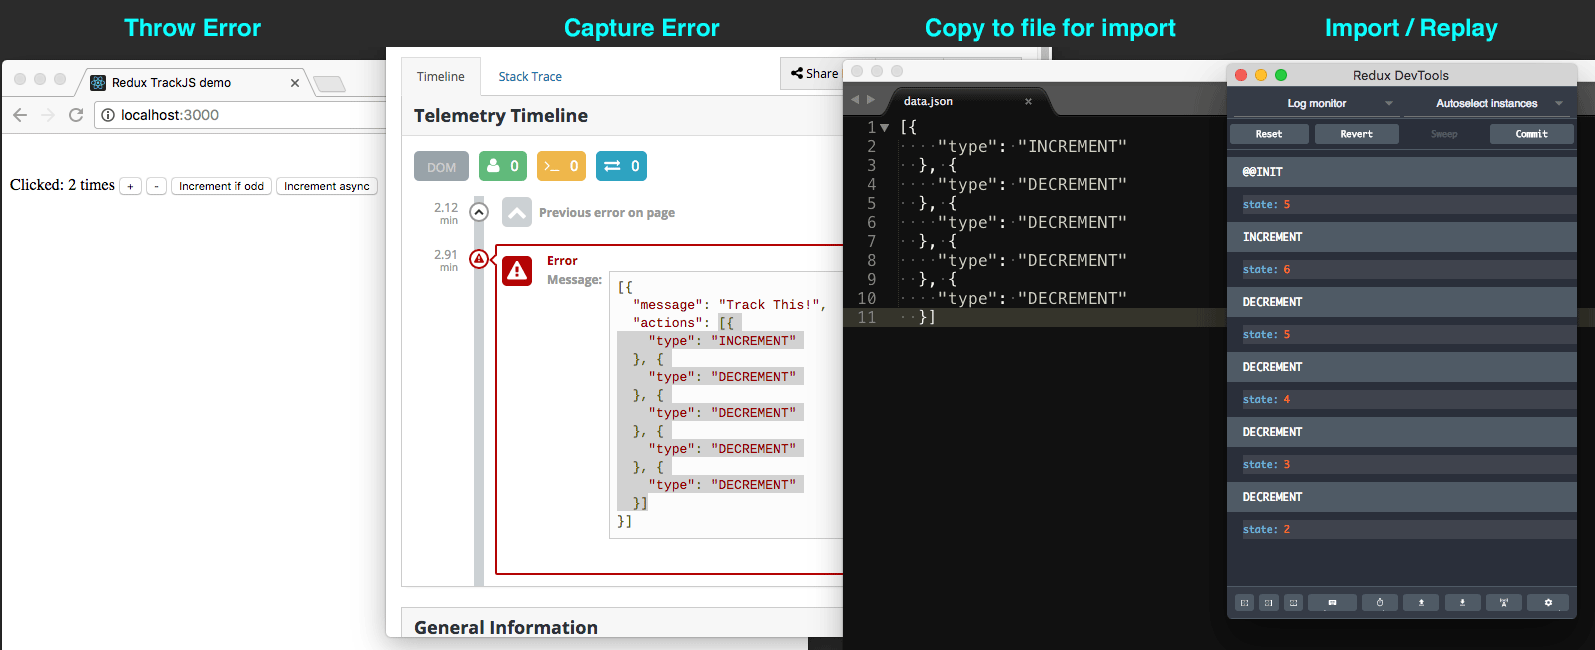 Throw Error
Capture Error
Copy to file for import
Import / Replay
Redux TrackJS demo
localhost:3000
Clicked: 2 times + - Increment if odd Increment async
Timeline
Stack Trace
Share
Telemetry Timeline
DOM 0 0 0
2.12 min
Previous error on page
2.91 min
Error
Message:
[{
"message": "Track This!",
"actions": [{
"type": "INCREMENT"
}, {
"type": "DECREMENT"
}, {
"type": "DECREMENT"
}, {
"type": "DECREMENT"
}, {
"type": "DECREMENT"
}]
}]
General Information
data.json
1 [{
2 "type": "INCREMENT"
3 }, {
4 "type": "DECREMENT"
5 }, {
6 "type": "DECREMENT"
7 }, {
8 "type": "DECREMENT"
9 }, {
10 "type": "DECREMENT"
11 }]
Redux DevTools
Log monitor
Autoselect instances
Reset Revert Sweep Commit
@@INIT
state: 5
INCREMENT
state: 6
DECREMENT
state: 5
DECREMENT
state: 4
DECREMENT
state: 3
DECREMENT
state: 2